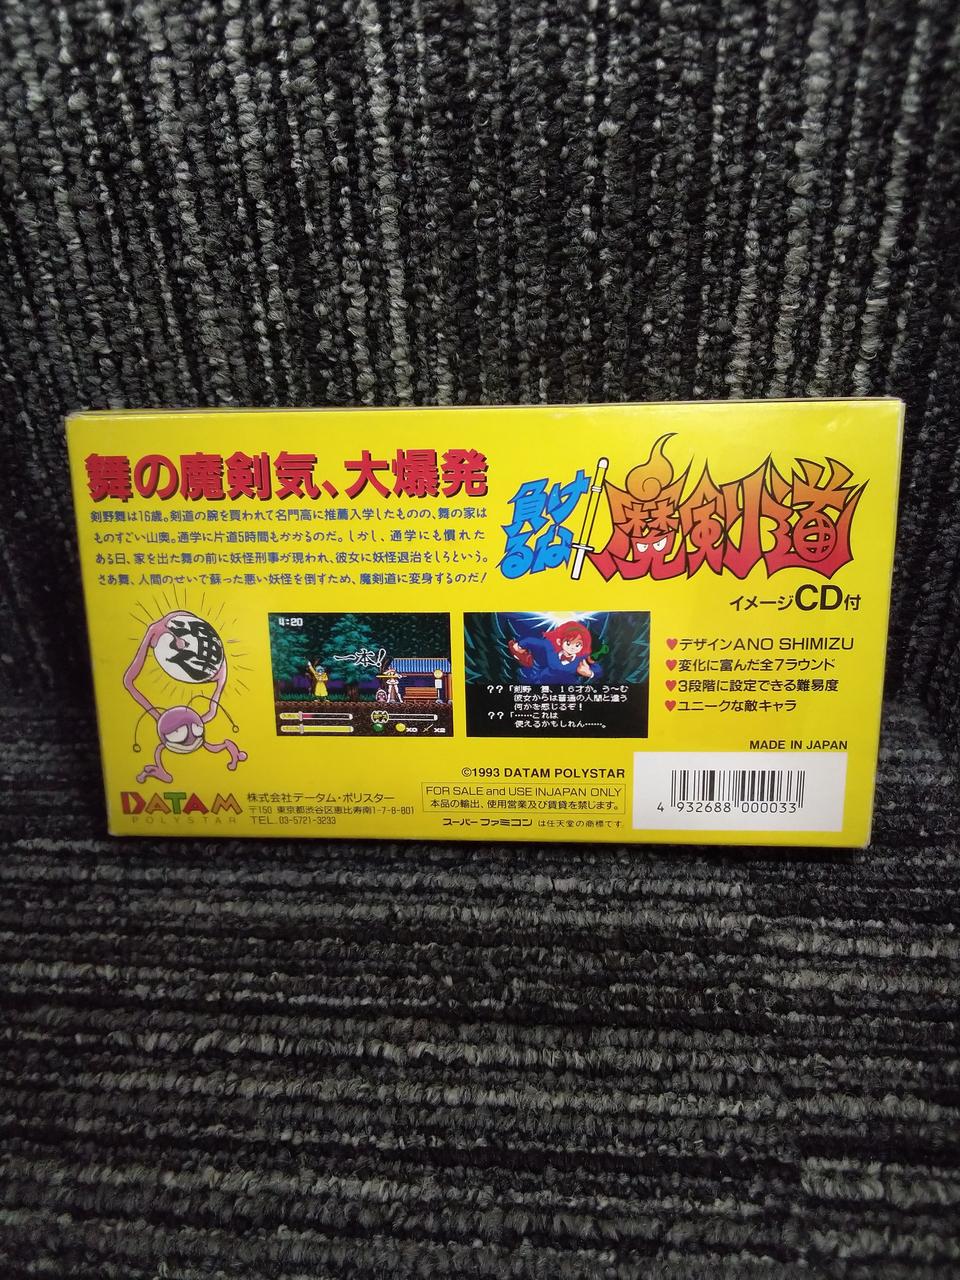 舞の魔剣気、大爆発
剣野舞は16歳。剣道の腕を買われて名門高に推薦入学したものの、舞の家は
ものすごい山奥。通学に片道5時間もかかるのだ。しかし、通学にも慣れた
ある日、家を出た舞の前に妖怪刑事が現われ、彼女に妖怪退治をしろという。
さあ舞、人間のせいで蘇った悪い妖怪を倒すため、魔剣道に変身するのだ!
負けるな
魔剣道
イメージCD付
4:20
一本!
X0 X2
??「剣野 舞、16才か。う〜む
彼女からは普通の人間と違う
何かを感じるぞ!
??「……これは
使えるかもしれん……。
♥デザインANO SHIMIZU
♥変化に富んだ全7ラウンド
♥3段階に設定できる難易度
♥ユニークな敵キャラ
MADE IN JAPAN
©1993 DATAM POLYSTAR
FOR SALE and USE INJAPAN ONLY
本品の輸出、使用営業及び賃貸を禁じます。
スーパーファミコン は任天堂の商標です。
4 932688 000033
DATAM
POLYSTAR
株式会社データム・ポリスター
〒150 東京都渋谷区恵比寿南1-7-8-801
TEL.03-5721-3233